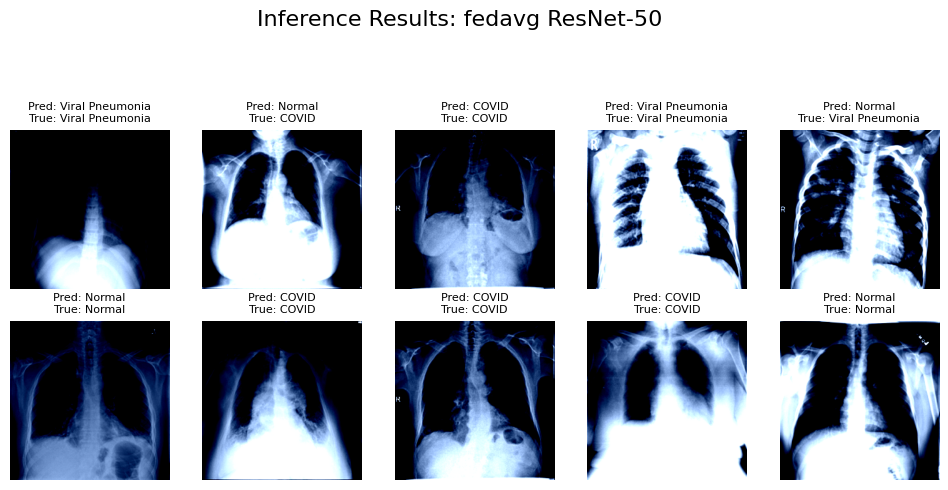 Inference Results: fedavg ResNet-50
Pred: Viral Pneumonia
True: Viral Pneumonia
Pred: Normal
True: COVID
Pred: COVID
True: COVID
Pred: Viral Pneumonia
True: Viral Pneumonia
Pred: Normal
True: Viral Pneumonia
R
R
R
Pred: Normal
True: Normal
Pred: COVID
True: COVID
Pred: COVID
True: COVID
Pred: COVID
True: COVID
Pred: Normal
True: Normal
R